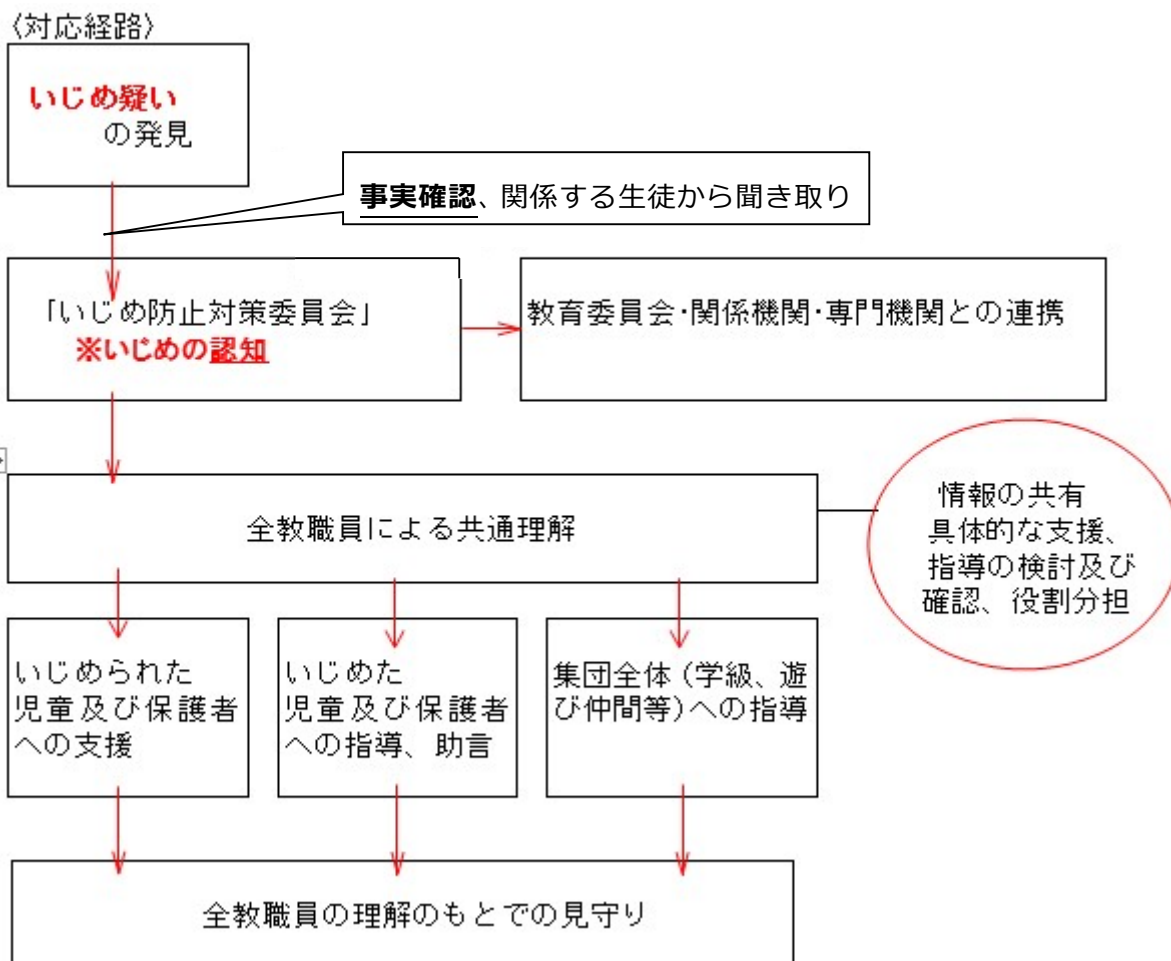 〈対応経路〉
いじめ疑い
の発見
事実確認、関係する生徒から聞き取り
「いじめ防止対策委員会」
※いじめの認知
教育委員会・関係機関・専門機関との連携
全教職員による共通理解
情報の共有
具体的な支援、
指導の検討及び
確認、役割分担
いじめられた
児童及び保護者
への支援
いじめた
児童及び保護者
への指導、助言
集団全体（学級、遊
び仲間等）への指導
全教職員の理解のもとでの見守り